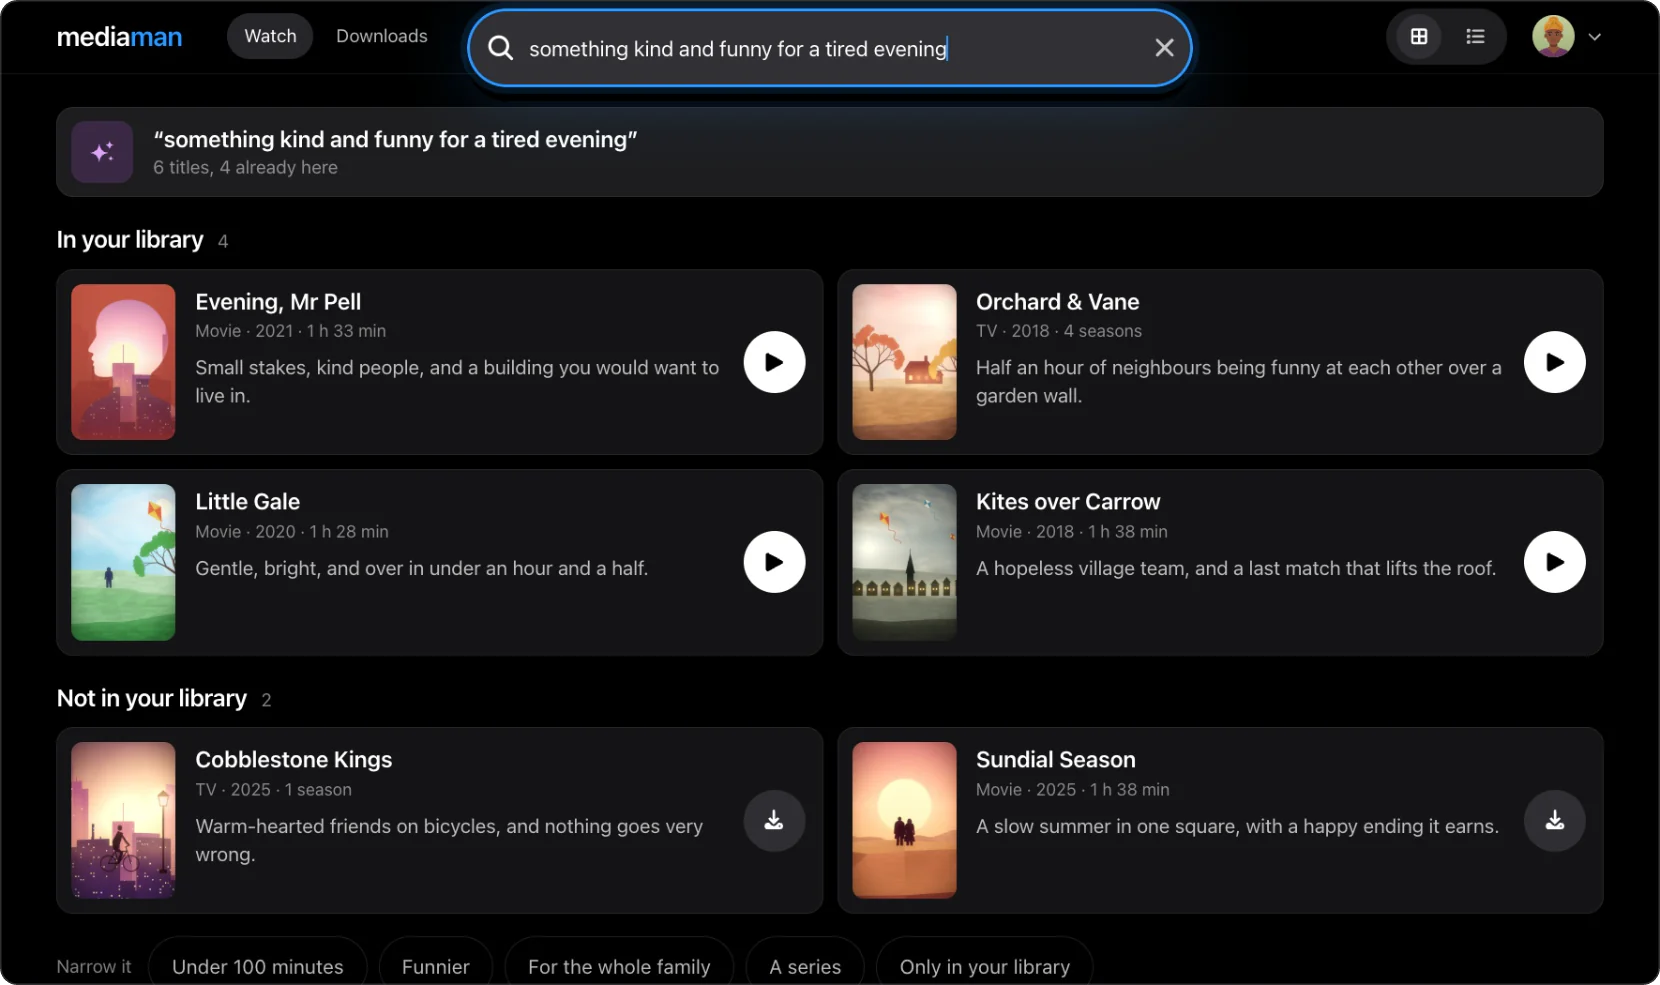 mediaman
Watch
Downloads
something kind and funny for a tired evening
“something kind and funny for a tired evening”
6 titles, 4 already here
In your library 4
Evening, Mr Pell
Movie · 2021 · 1 h 33 min
Small stakes, kind people, and a building you would want to
live in.
Orchard & Vane
TV · 2018 · 4 seasons
Half an hour of neighbours being funny at each other over a
garden wall.
Little Gale
Movie · 2020 · 1 h 28 min
Gentle, bright, and over in under an hour and a half.
Kites over Carrow
Movie · 2018 · 1 h 38 min
A hopeless village team, and a last match that lifts the roof.
Not in your library 2
Cobblestone Kings
TV · 2025 · 1 season
Warm-hearted friends on bicycles, and nothing goes very
wrong.
Sundial Season
Movie · 2025 · 1 h 38 min
A slow summer in one square, with a happy ending it earns.
Narrow it
Under 100 minutes
Funnier
For the whole family
A series
Only in your library